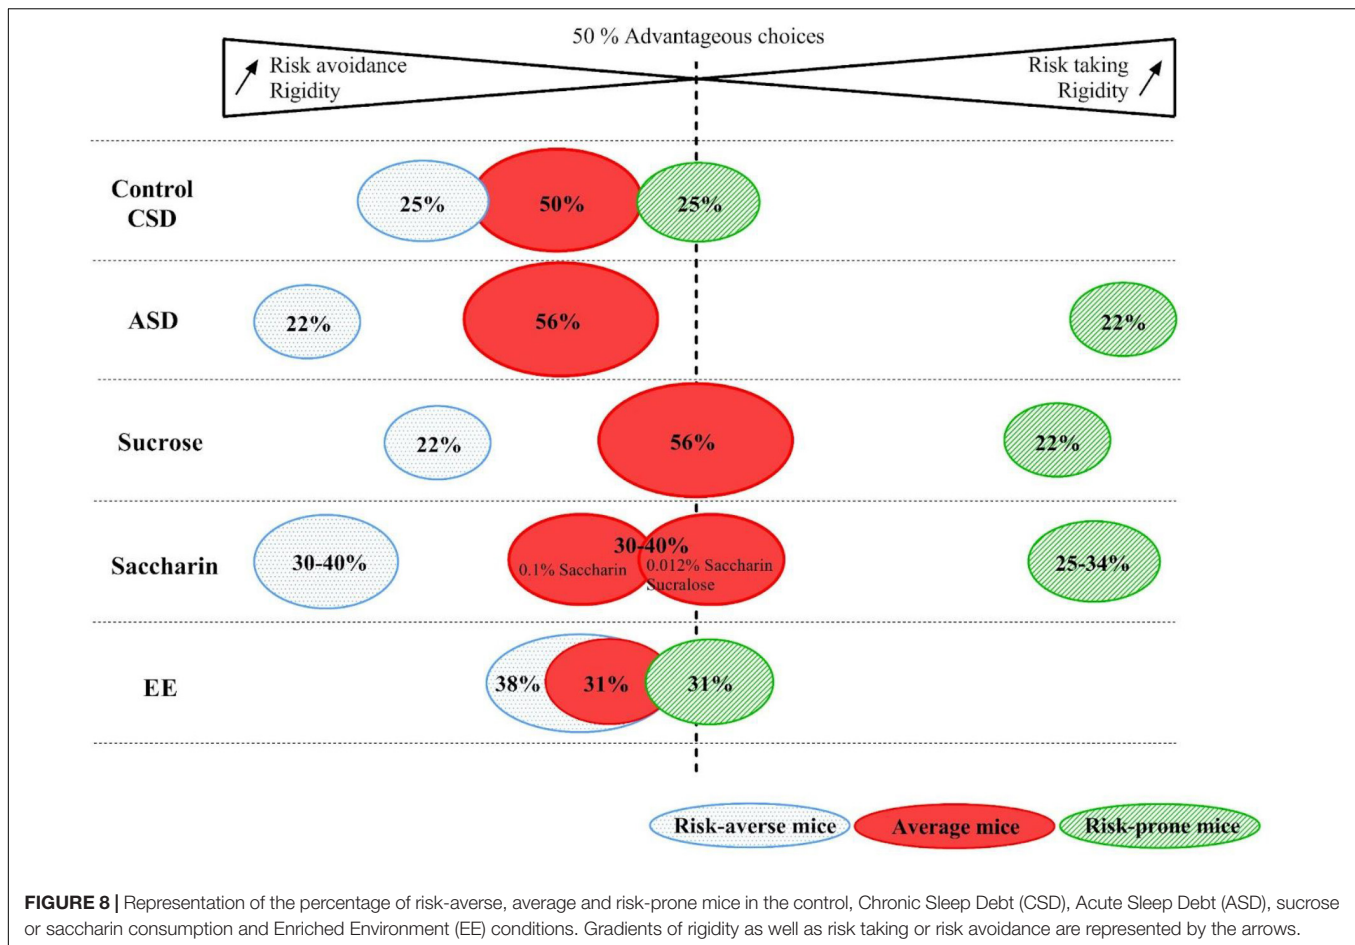 50 % Advantageous choices
Risk avoidance
Rigidity
Risk taking
Rigidity
Control
CSD
25%
50%
25%
ASD
22%
56%
22%
Sucrose
22%
56%
22%
Saccharin
30-40%
30-40%
0.1% Saccharin
0.012% Saccharin
Sucralose
25-34%
EE
38%
31%
31%
Risk-averse mice
Average mice
Risk-prone mice
FIGURE 8 | Representation of the percentage of risk-averse, average and risk-prone mice in the control, Chronic Sleep Debt (CSD), Acute Sleep Debt (ASD), sucrose
or saccharin consumption and Enriched Environment (EE) conditions. Gradients of rigidity as well as risk taking or risk avoidance are represented by the arrows.